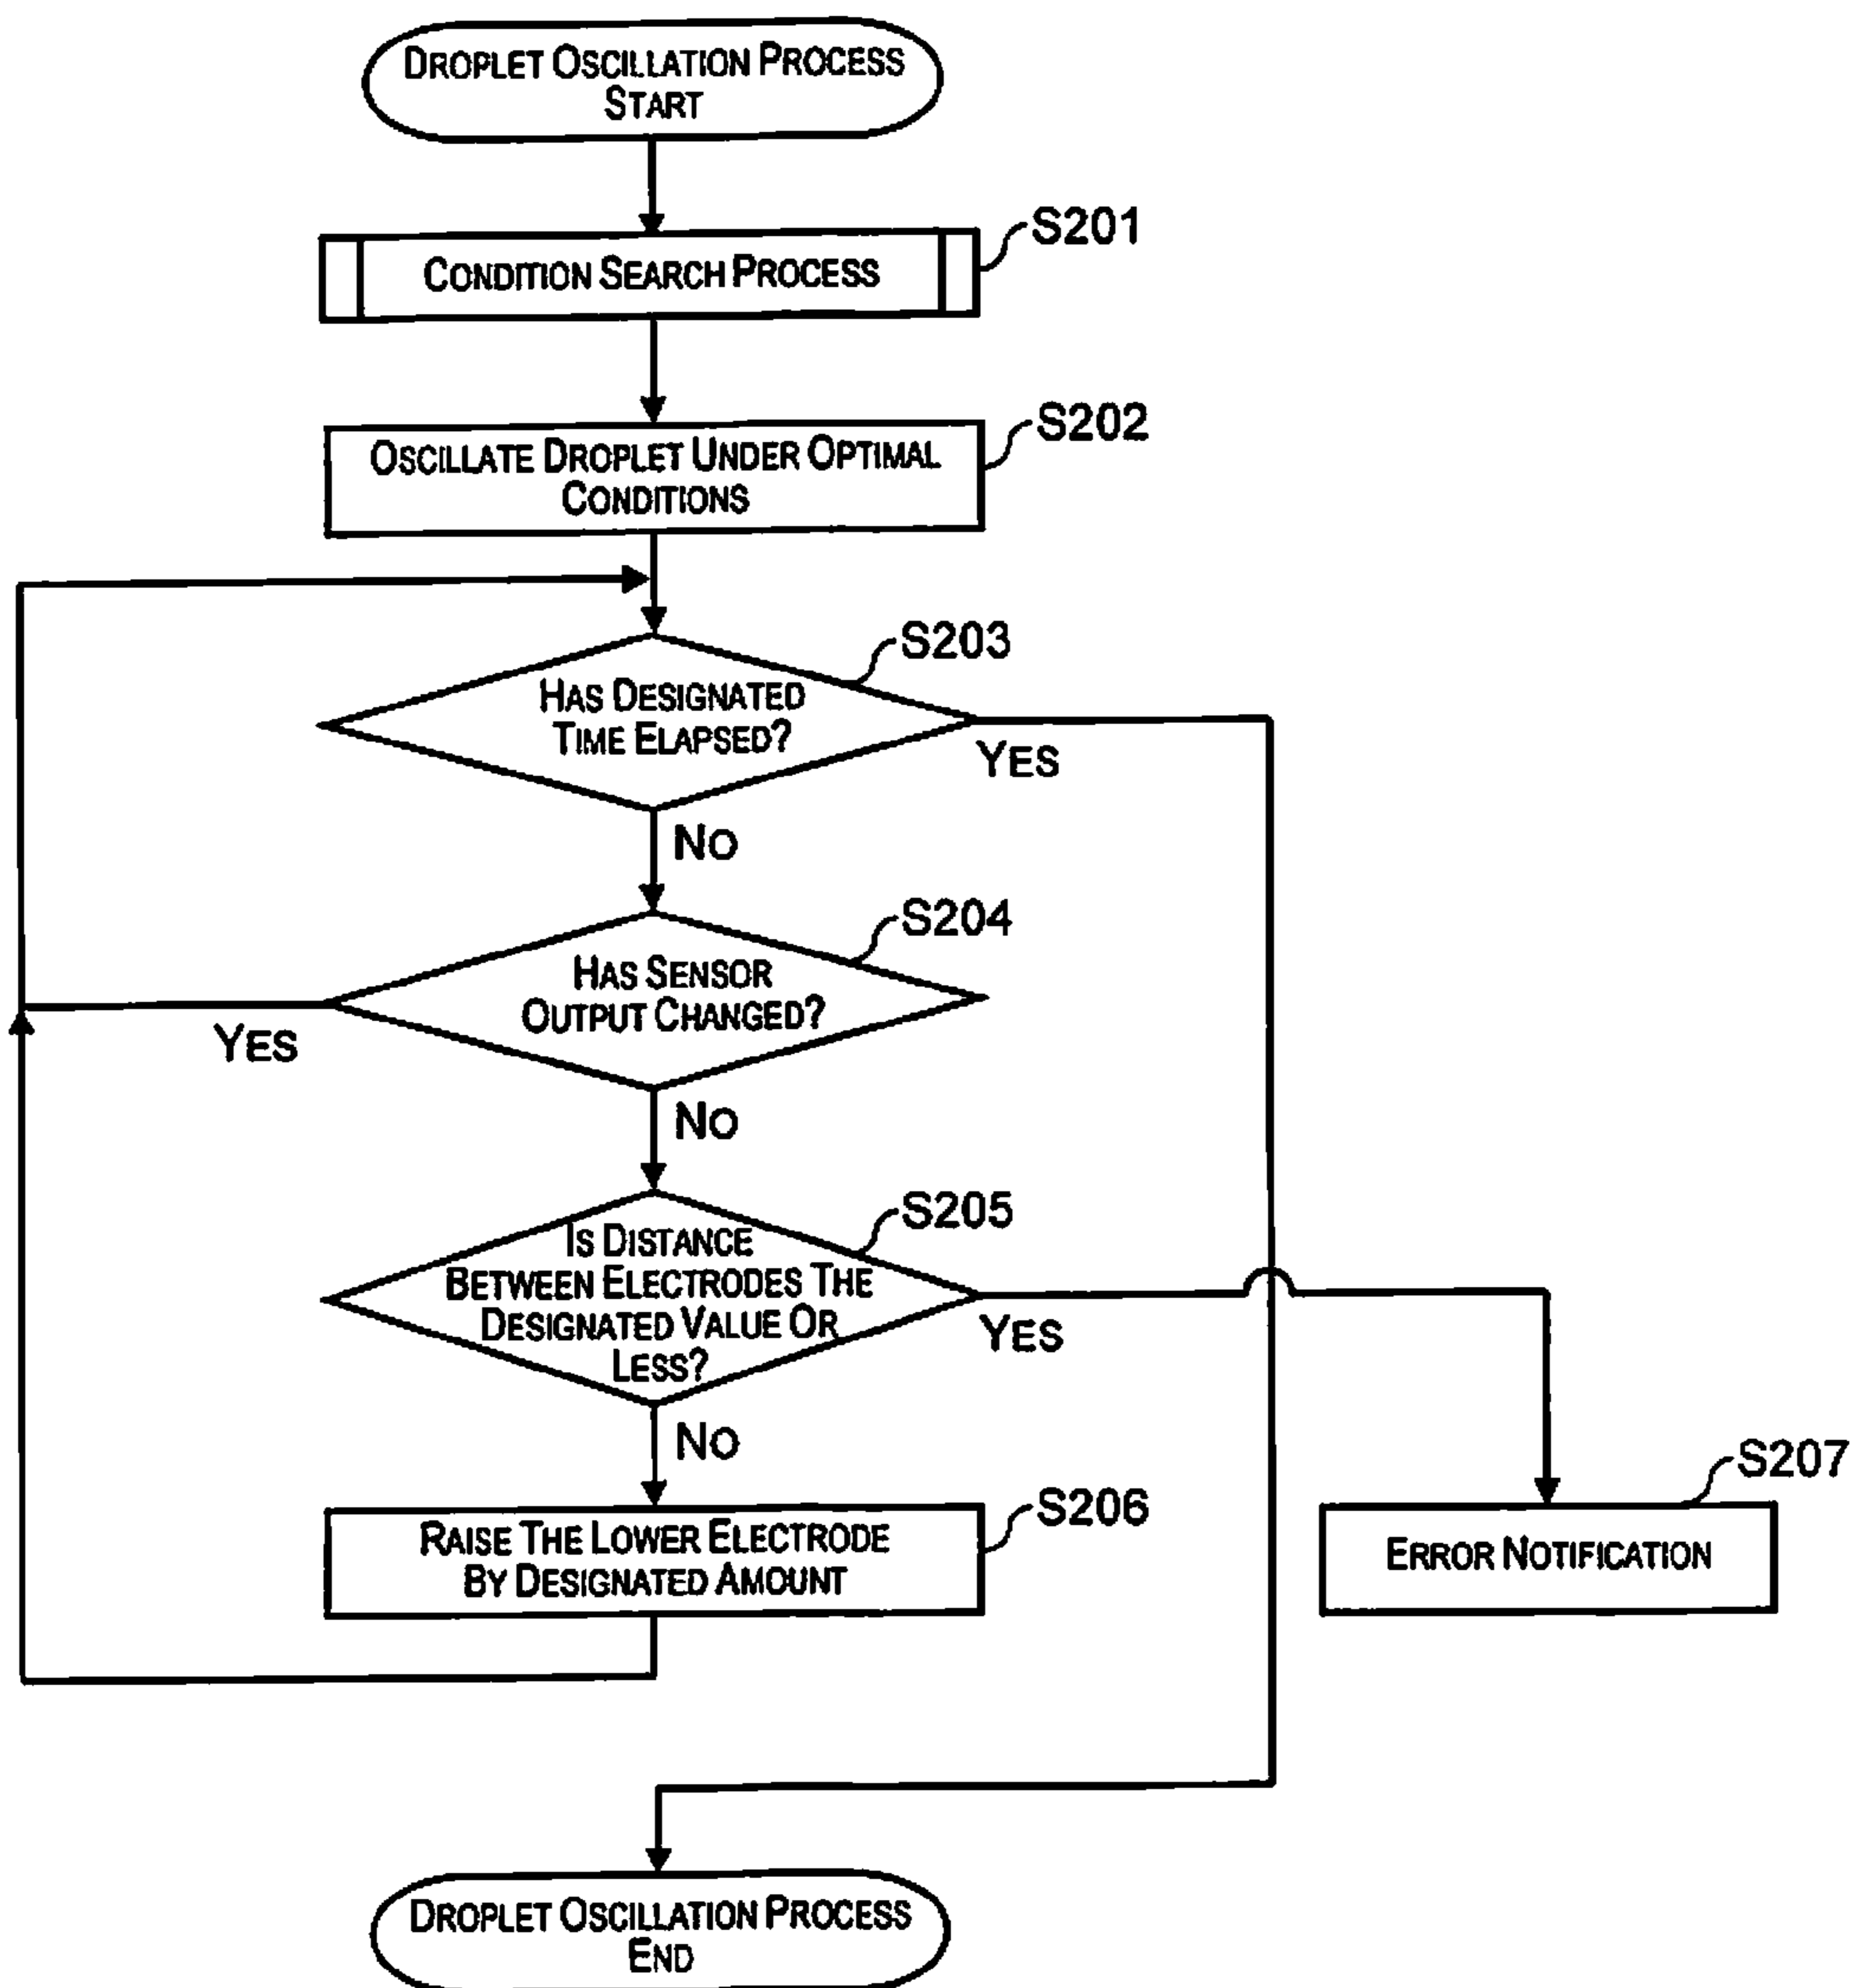 DROPLET OSCILLATION PROCESS
START
S201
CONDITION SEARCH PROCESS
S202
OSCILLATE DROPLET UNDER OPTIMAL
CONDITIONS
S203
HAS DESIGNATED
TIME ELAPSED?
YES
NO
S204
HAS SENSOR
OUTPUT CHANGED?
YES
NO
S205
IS DISTANCE
BETWEEN ELECTRODES THE
DESIGNATED VALUE OR
LESS?
YES
NO
S206
RAISE THE LOWER ELECTRODE
BY DESIGNATED AMOUNT
S207
ERROR NOTIFICATION
DROPLET OSCILLATION PROCESS
END